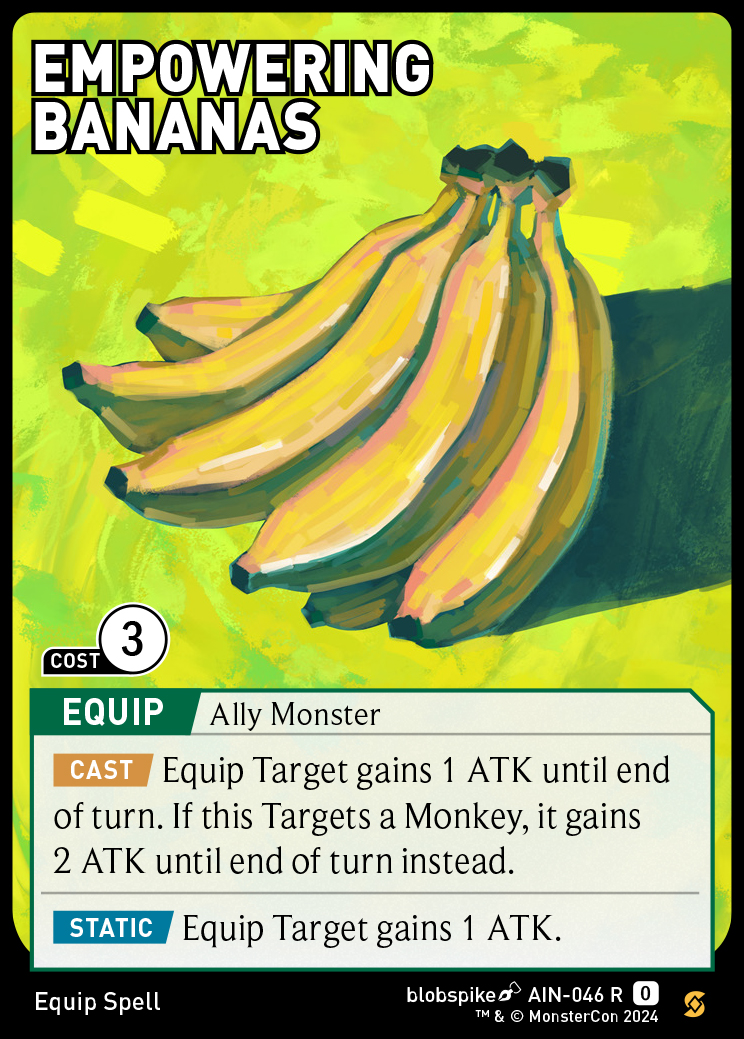 EMPOWERING
BANANAS
COST 3
EQUIP Ally Monster
CAST Equip Target gains 1 ATK until end
of turn. If this Targets a Monkey, it gains
2 ATK until end of turn instead.
STATIC Equip Target gains 1 ATK.
Equip Spell
blobspike AIN-046 R 0
™ & © MonsterCon 2024